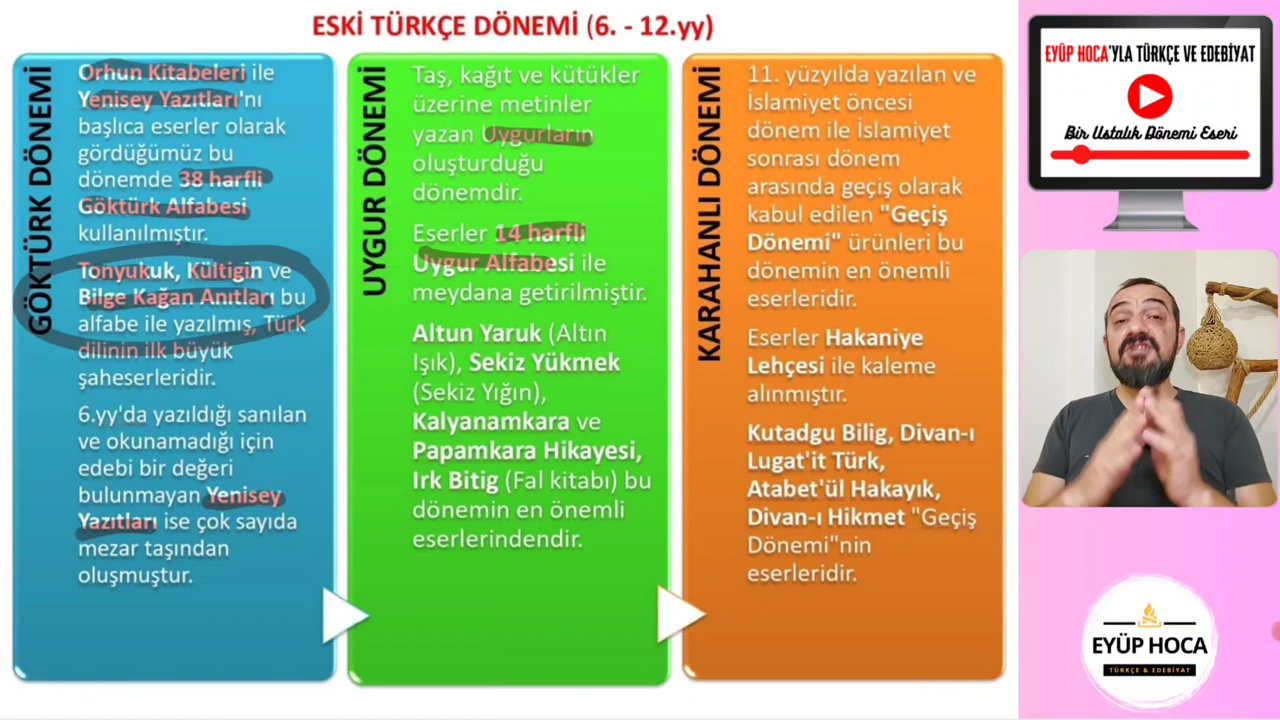 ESKİ TÜRKÇE DÖNEMİ (6. - 12.yy)
GÖKTÜRK DÖNEMİ
Orhun Kitabeleri ile
Yenisey Yazıtları'nı
başlıca eserler olarak
gördüğümüz bu
dönemde 38 harfli
Göktürk Alfabesi
kullanılmıştır.
Tonyukuk, Kültigin ve
Bilge Kağan Anıtları bu
alfabe ile yazılmış, Türk
dilinin ilk büyük
şaheserleridir.
6.yy'da yazıldığı sanılan
ve okunamadığı için
edebi bir değeri
bulunmayan Yenisey
Yazıtları ise çok sayıda
mezar taşından
oluşmuştur.
UYGUR DÖNEMİ
Taş, kağıt ve kütükler
üzerine metinler
yazan Uygurların
oluşturduğu
dönemdir.
Eserler 14 harfli
Uygur Alfabesi ile
meydana getirilmiştir.
Altun Yaruk (Altın
Işık), Sekiz Yükmek
(Sekiz Yığın),
Kalyanamkara ve
Papamkara Hikayesi,
Irk Bitig (Fal kitabı) bu
dönemin en önemli
eserlerindendir.
KARAHANLI DÖNEMİ
11. yüzyılda yazılan ve
İslamiyet öncesi
dönem ile İslamiyet
sonrası dönem
arasında geçiş olarak
kabul edilen "Geçiş
Dönemi" ürünleri bu
dönemin en önemli
eserleridir.
Eserler Hakaniye
Lehçesi ile kaleme
alınmıştır.
Kutadgu Bilig, Divan-ı
Lugat'it Türk,
Atabet'ül Hakayık,
Divan-ı Hikmet "Geçiş
Dönemi"nin
eserleridir.
EYÜP HOCA'YLA TÜRKÇE VE EDEBİYAT
Bir Ustalık Dönemi Eseri
EYÜP HOCA
TÜRKÇE & EDEBİYAT